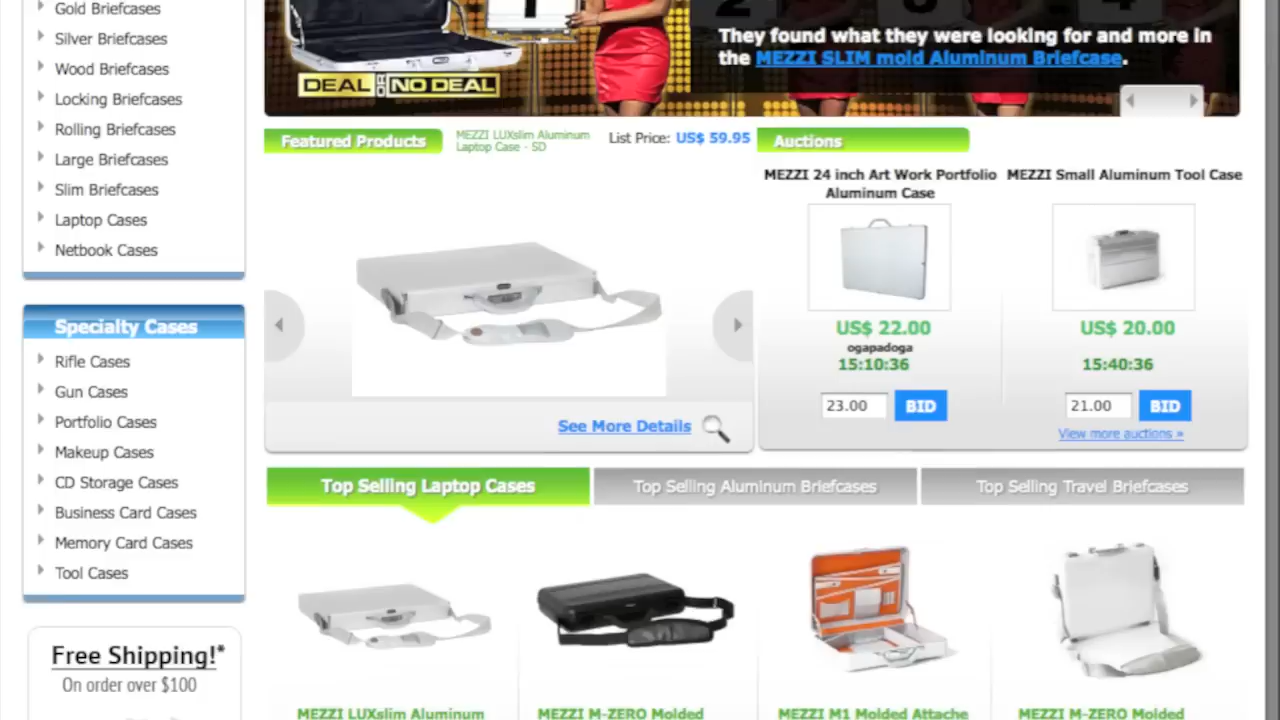 Gold Briefcases
Silver Briefcases
Wood Briefcases
Locking Briefcases
Rolling Briefcases
Large Briefcases
Slim Briefcases
Laptop Cases
Netbook Cases
Specialty Cases
Rifle Cases
Gun Cases
Portfolio Cases
Makeup Cases
CD Storage Cases
Business Card Cases
Memory Card Cases
Tool Cases
Free Shipping!*
On order over $100
DEAL OR NO DEAL
1
They found what they were looking for and more in
the MEZZI SLIM mold Aluminum Briefcase.
Featured Products
MEZZI LUXslim Aluminum
Laptop Case - SD
List Price: US$ 59.95
See More Details
Auctions
MEZZI 24 inch Art Work Portfolio
Aluminum Case
US$ 22.00
ogapadoga
15:10:36
23.00 BID
MEZZI Small Aluminum Tool Case
US$ 20.00
15:40:36
21.00 BID
View more auctions »
Top Selling Laptop Cases
Top Selling Aluminum Briefcases
Top Selling Travel Briefcases
MEZZI LUXslim Aluminum
MEZZI M-ZERO Molded
MEZZI M1 Molded Attache
MEZZI M-ZERO Molded